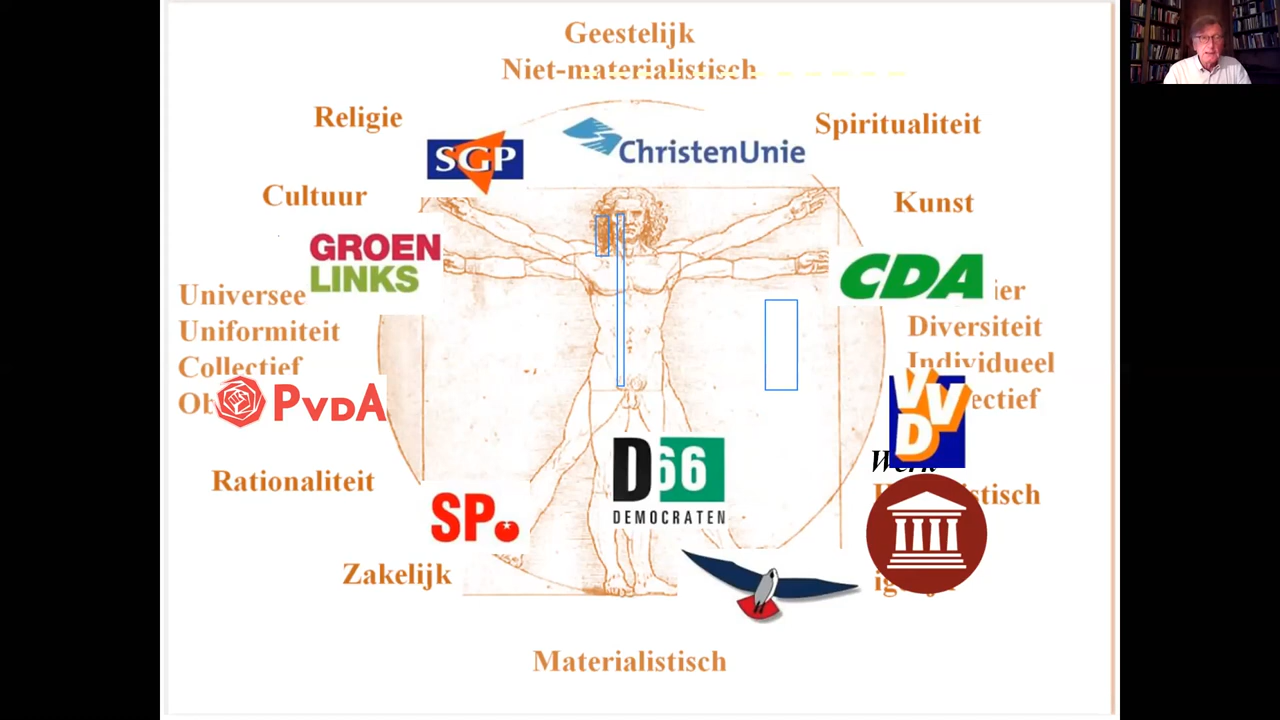 Geestelijk
Niet-materialistisch
Religie
Spiritualiteit
SGP
ChristenUnie
Cultuur
Kunst
GROEN
LINKS
CDA
Universee
Uniformiteit
Diversiteit
Collectief
Individueel
PvdA
VVD
Rationaliteit
D66
DEMOCRATEN
SP.
Zakelijk
Materialistisch